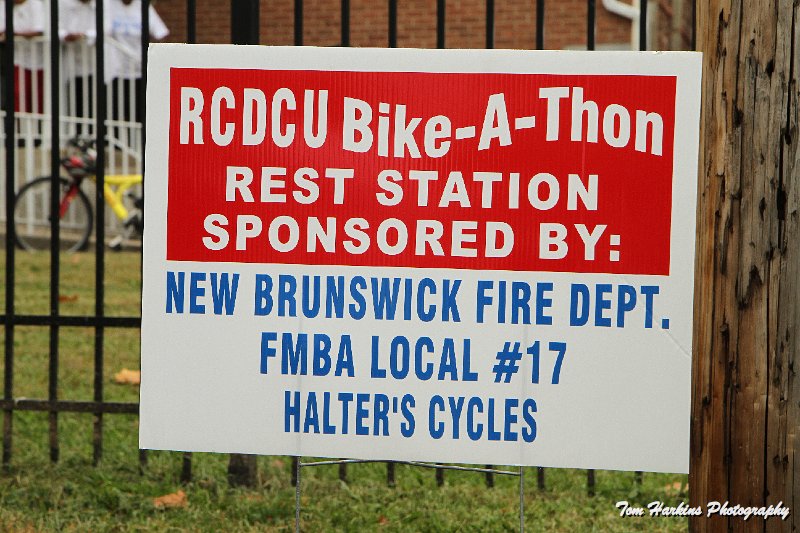 RCDCU Bike-A-Thon
REST STATION
SPONSORED BY:
NEW BRUNSWICK FIRE DEPT.
FMBA LOCAL #17
HALTER'S CYCLES
Tom Harkins Photography